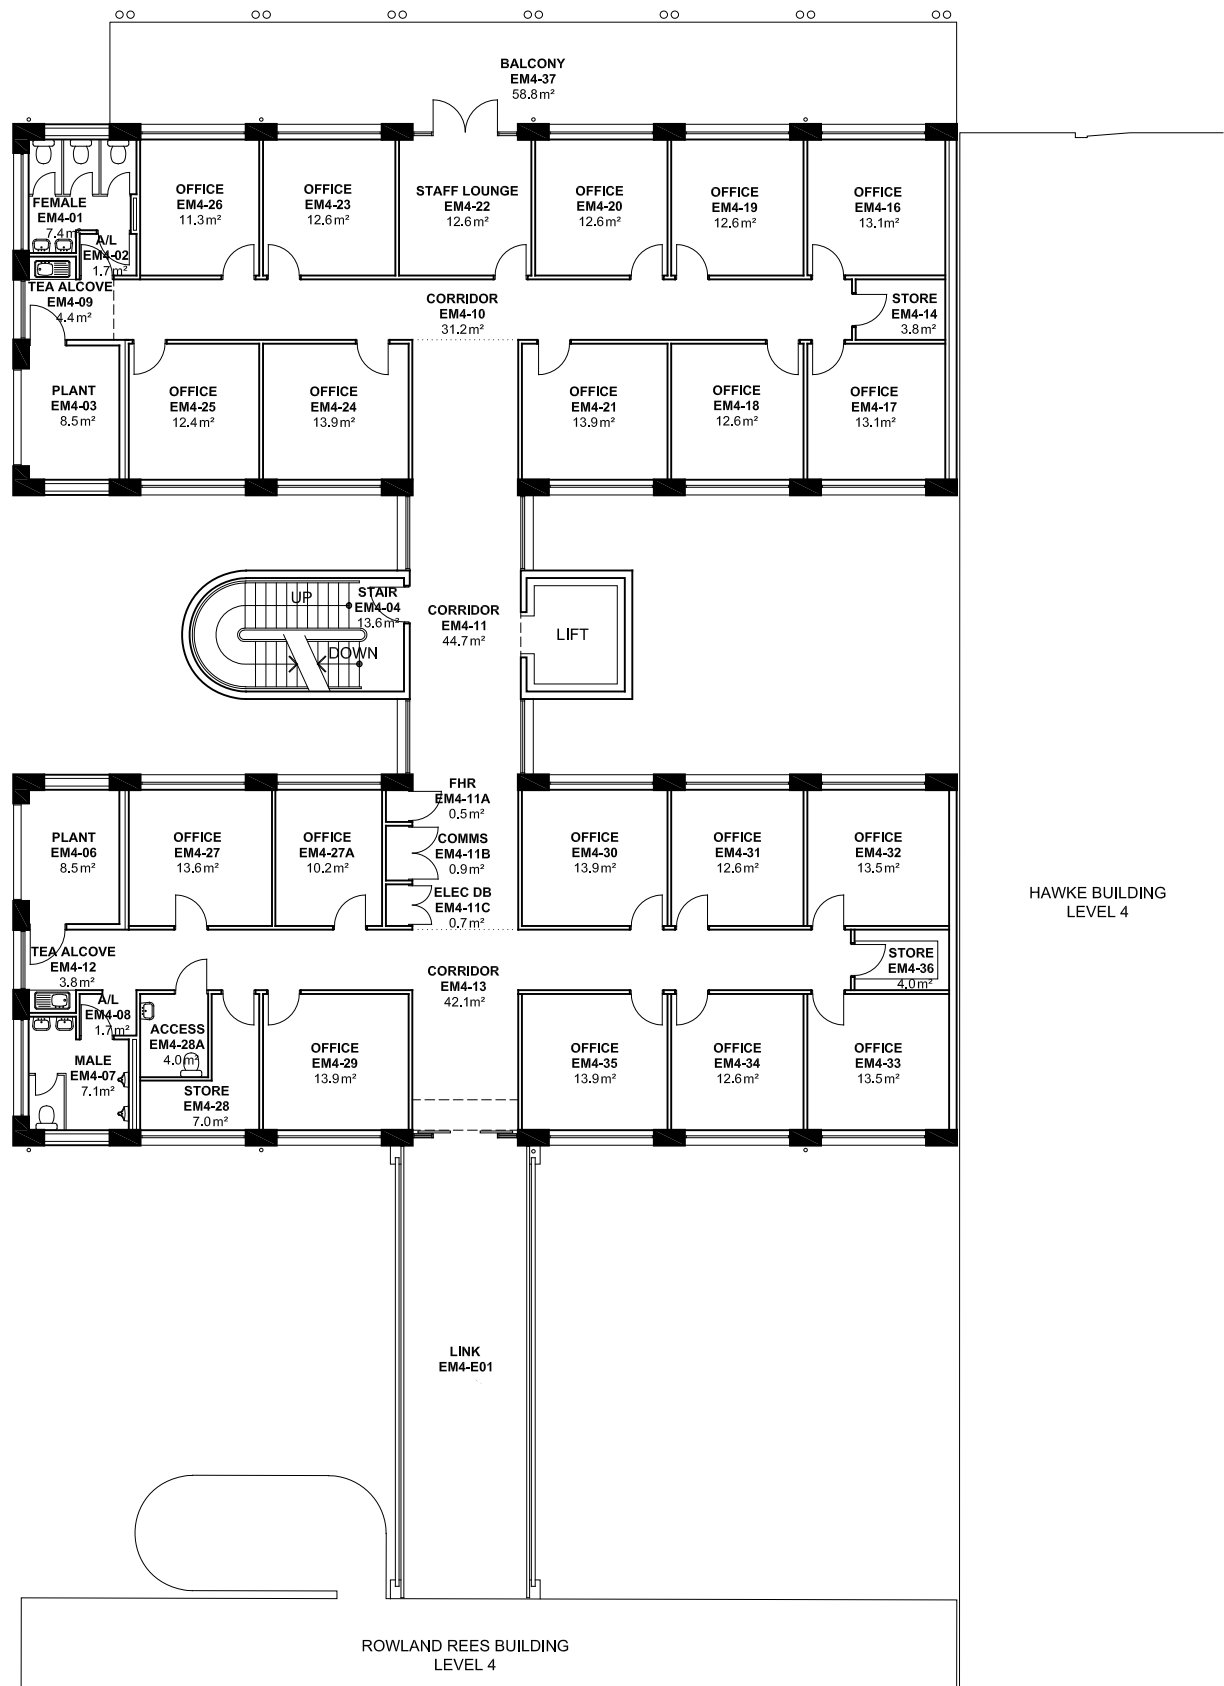 BALCONY
EM4-37
58.8m²
OFFICE
EM4-26
11.3m²
OFFICE
EM4-23
12.6m²
STAFF LOUNGE
EM4-22
12.6m²
OFFICE
EM4-20
12.6m²
OFFICE
EM4-19
12.6m²
OFFICE
EM4-16
13.1m²
FEMALE
EM4-01
7.4m²
A/L
EM4-02
1.7m²
TEA ALCOVE
EM4-09
4.4m²
CORRIDOR
EM4-10
31.2m²
STORE
EM4-14
3.8m²
PLANT
EM4-03
8.5m²
OFFICE
EM4-25
12.4m²
OFFICE
EM4-24
13.9m²
OFFICE
EM4-21
13.9m²
OFFICE
EM4-18
12.6m²
OFFICE
EM4-17
13.1m²
UP
DOWN
STAIR
EM4-04
13.6m²
CORRIDOR
EM4-11
44.7m²
LIFT
FHR
EM4-11A
0.5m²
COMMS
EM4-11B
0.9m²
ELEC DB
EM4-11C
0.7m²
PLANT
EM4-06
8.5m²
OFFICE
EM4-27
13.6m²
OFFICE
EM4-27A
10.2m²
OFFICE
EM4-30
13.9m²
OFFICE
EM4-31
12.6m²
OFFICE
EM4-32
13.5m²
HAWKE BUILDING
LEVEL 4
TEA ALCOVE
EM4-12
3.8m²
CORRIDOR
EM4-13
42.1m²
STORE
EM4-36
4.0m²
A/L
EM4-08
1.7m²
MALE
EM4-07
7.1m²
ACCESS
EM4-28A
4.0m²
STORE
EM4-28
7.0m²
OFFICE
EM4-29
13.9m²
OFFICE
EM4-35
13.9m²
OFFICE
EM4-34
12.6m²
OFFICE
EM4-33
13.5m²
LINK
EM4-E01
ROWLAND REES BUILDING
LEVEL 4